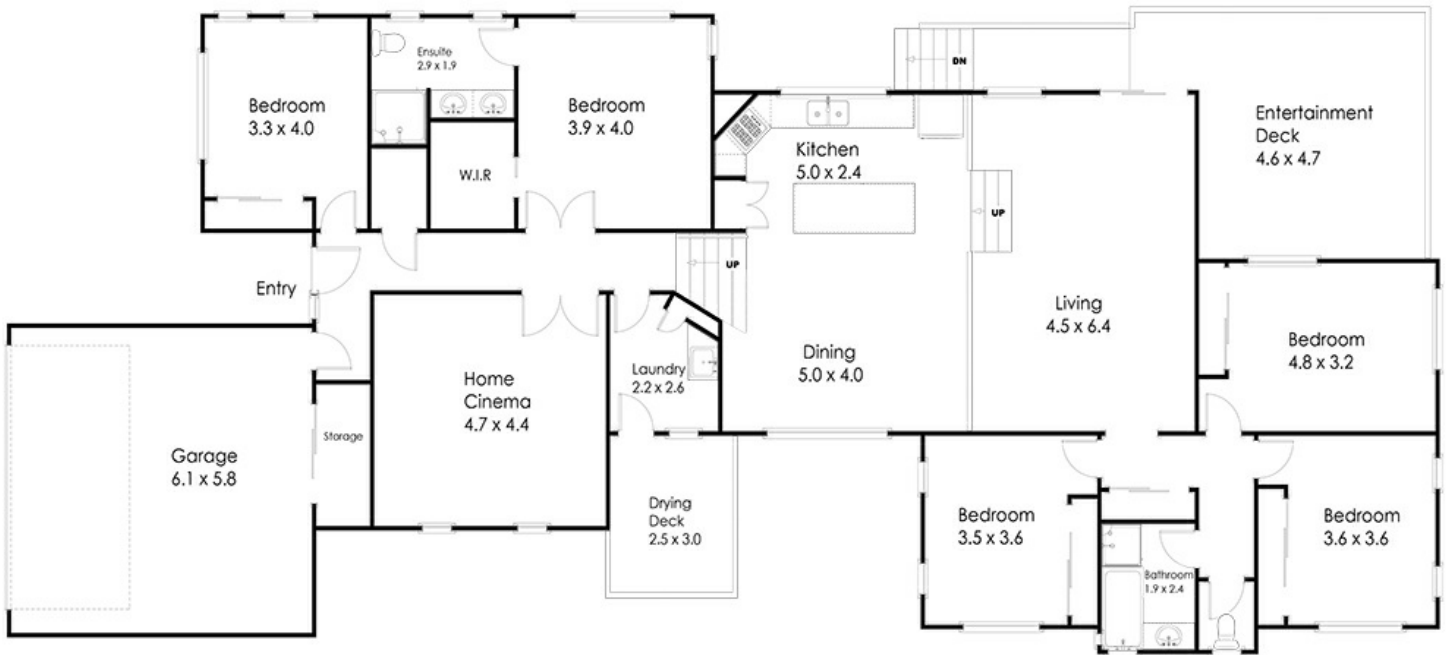 Bedroom
3.3 x 4.0
Ensuite
2.9 x 1.9
Bedroom
3.9 x 4.0
W.I.R
Kitchen
5.0 x 2.4
DN
Entertainment
Deck
4.6 x 4.7
UP
UP
Entry
Living
4.5 x 6.4
Bedroom
4.8 x 3.2
Dining
5.0 x 4.0
Laundry
2.2 x 2.6
Home
Cinema
4.7 x 4.4
Storage
Garage
6.1 x 5.8
Drying
Deck
2.5 x 3.0
Bedroom
3.5 x 3.6
Bathroom
1.9 x 2.4
Bedroom
3.6 x 3.6